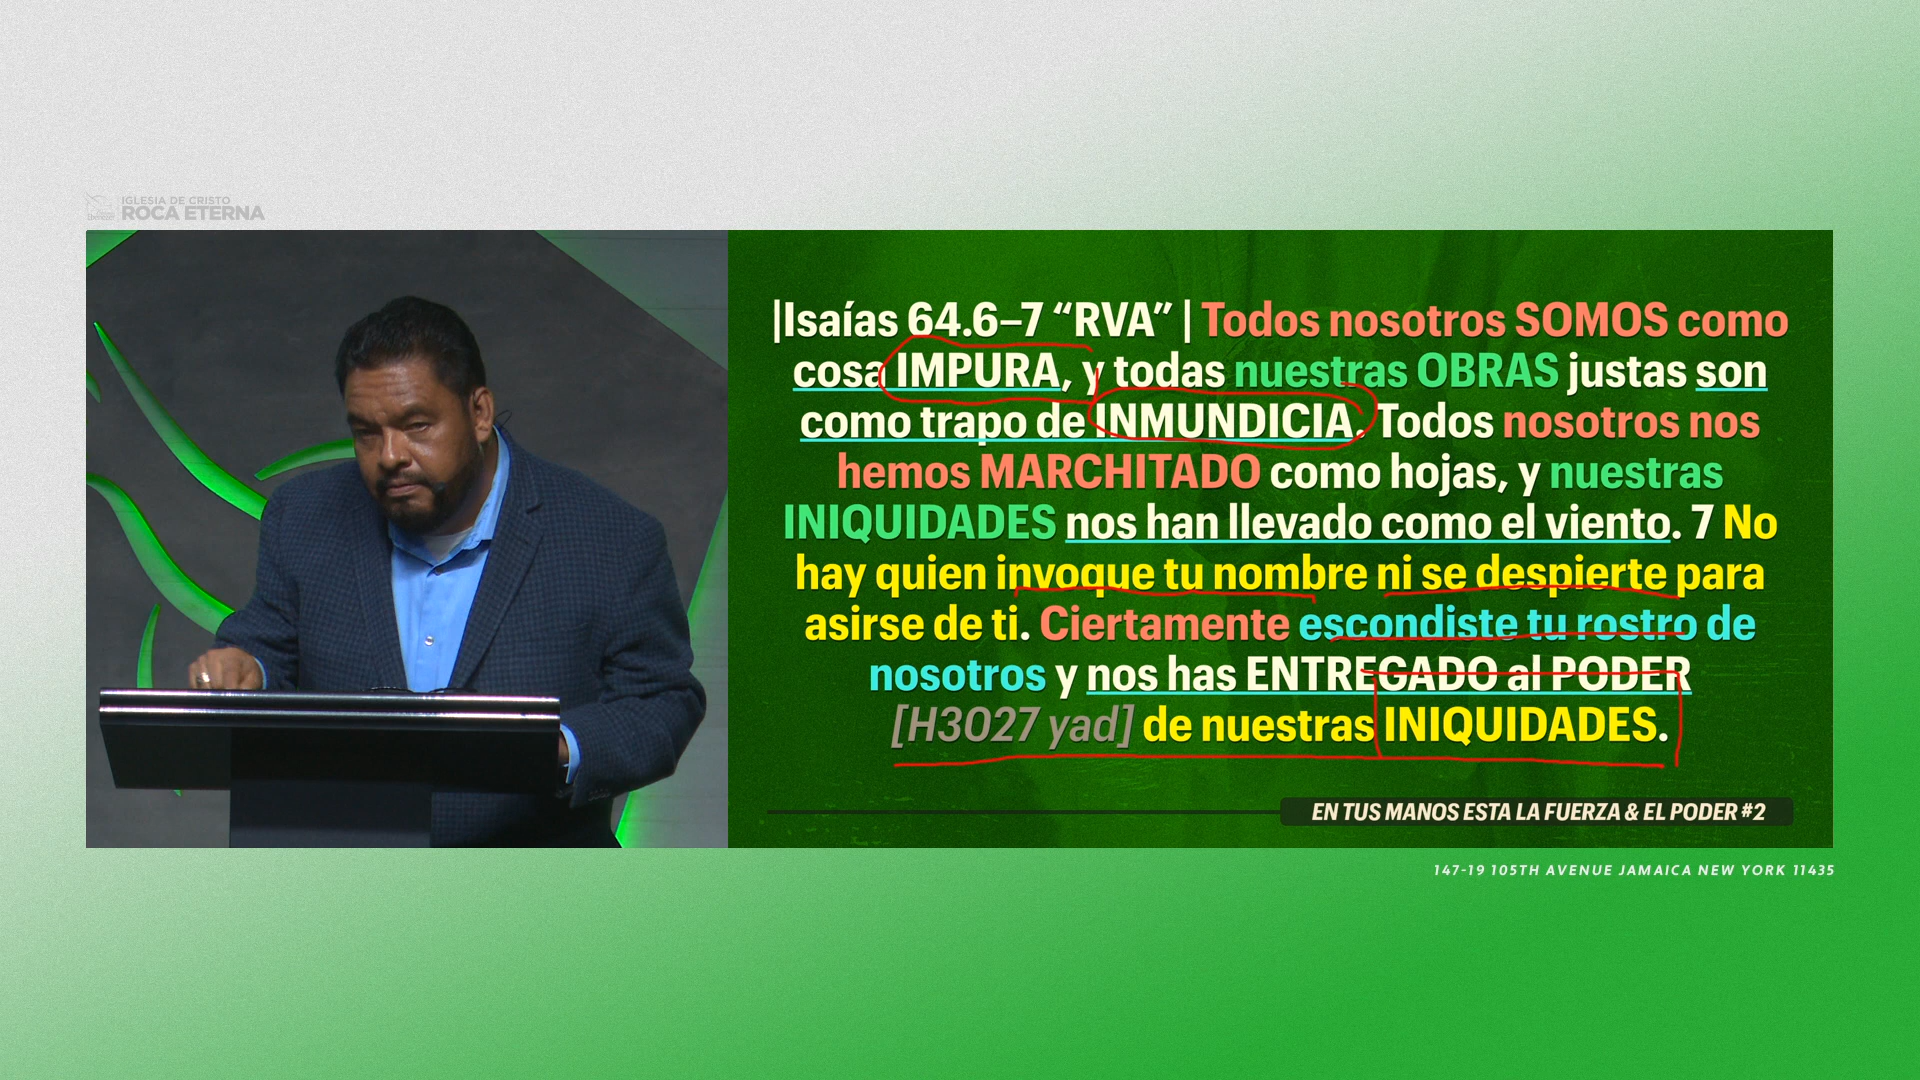 IGLESIA DE CRISTO
ROCA ETERNA
|Isaías 64.6–7 “RVA” | Todos nosotros SOMOS como
cosa IMPURA, y todas nuestras OBRAS justas son
como trapo de INMUNDICIA. Todos nosotros nos
hemos MARCHITADO como hojas, y nuestras
INIQUIDADES nos han llevado como el viento. 7 No
hay quien invoque tu nombre ni se despierte para
asirse de ti. Ciertamente escondiste tu rostro de
nosotros y nos has ENTREGADO al PODER
[H3027 yad] de nuestras INIQUIDADES.
EN TUS MANOS ESTA LA FUERZA & EL PODER #2
147-19 105TH AVENUE JAMAICA NEW YORK 11435